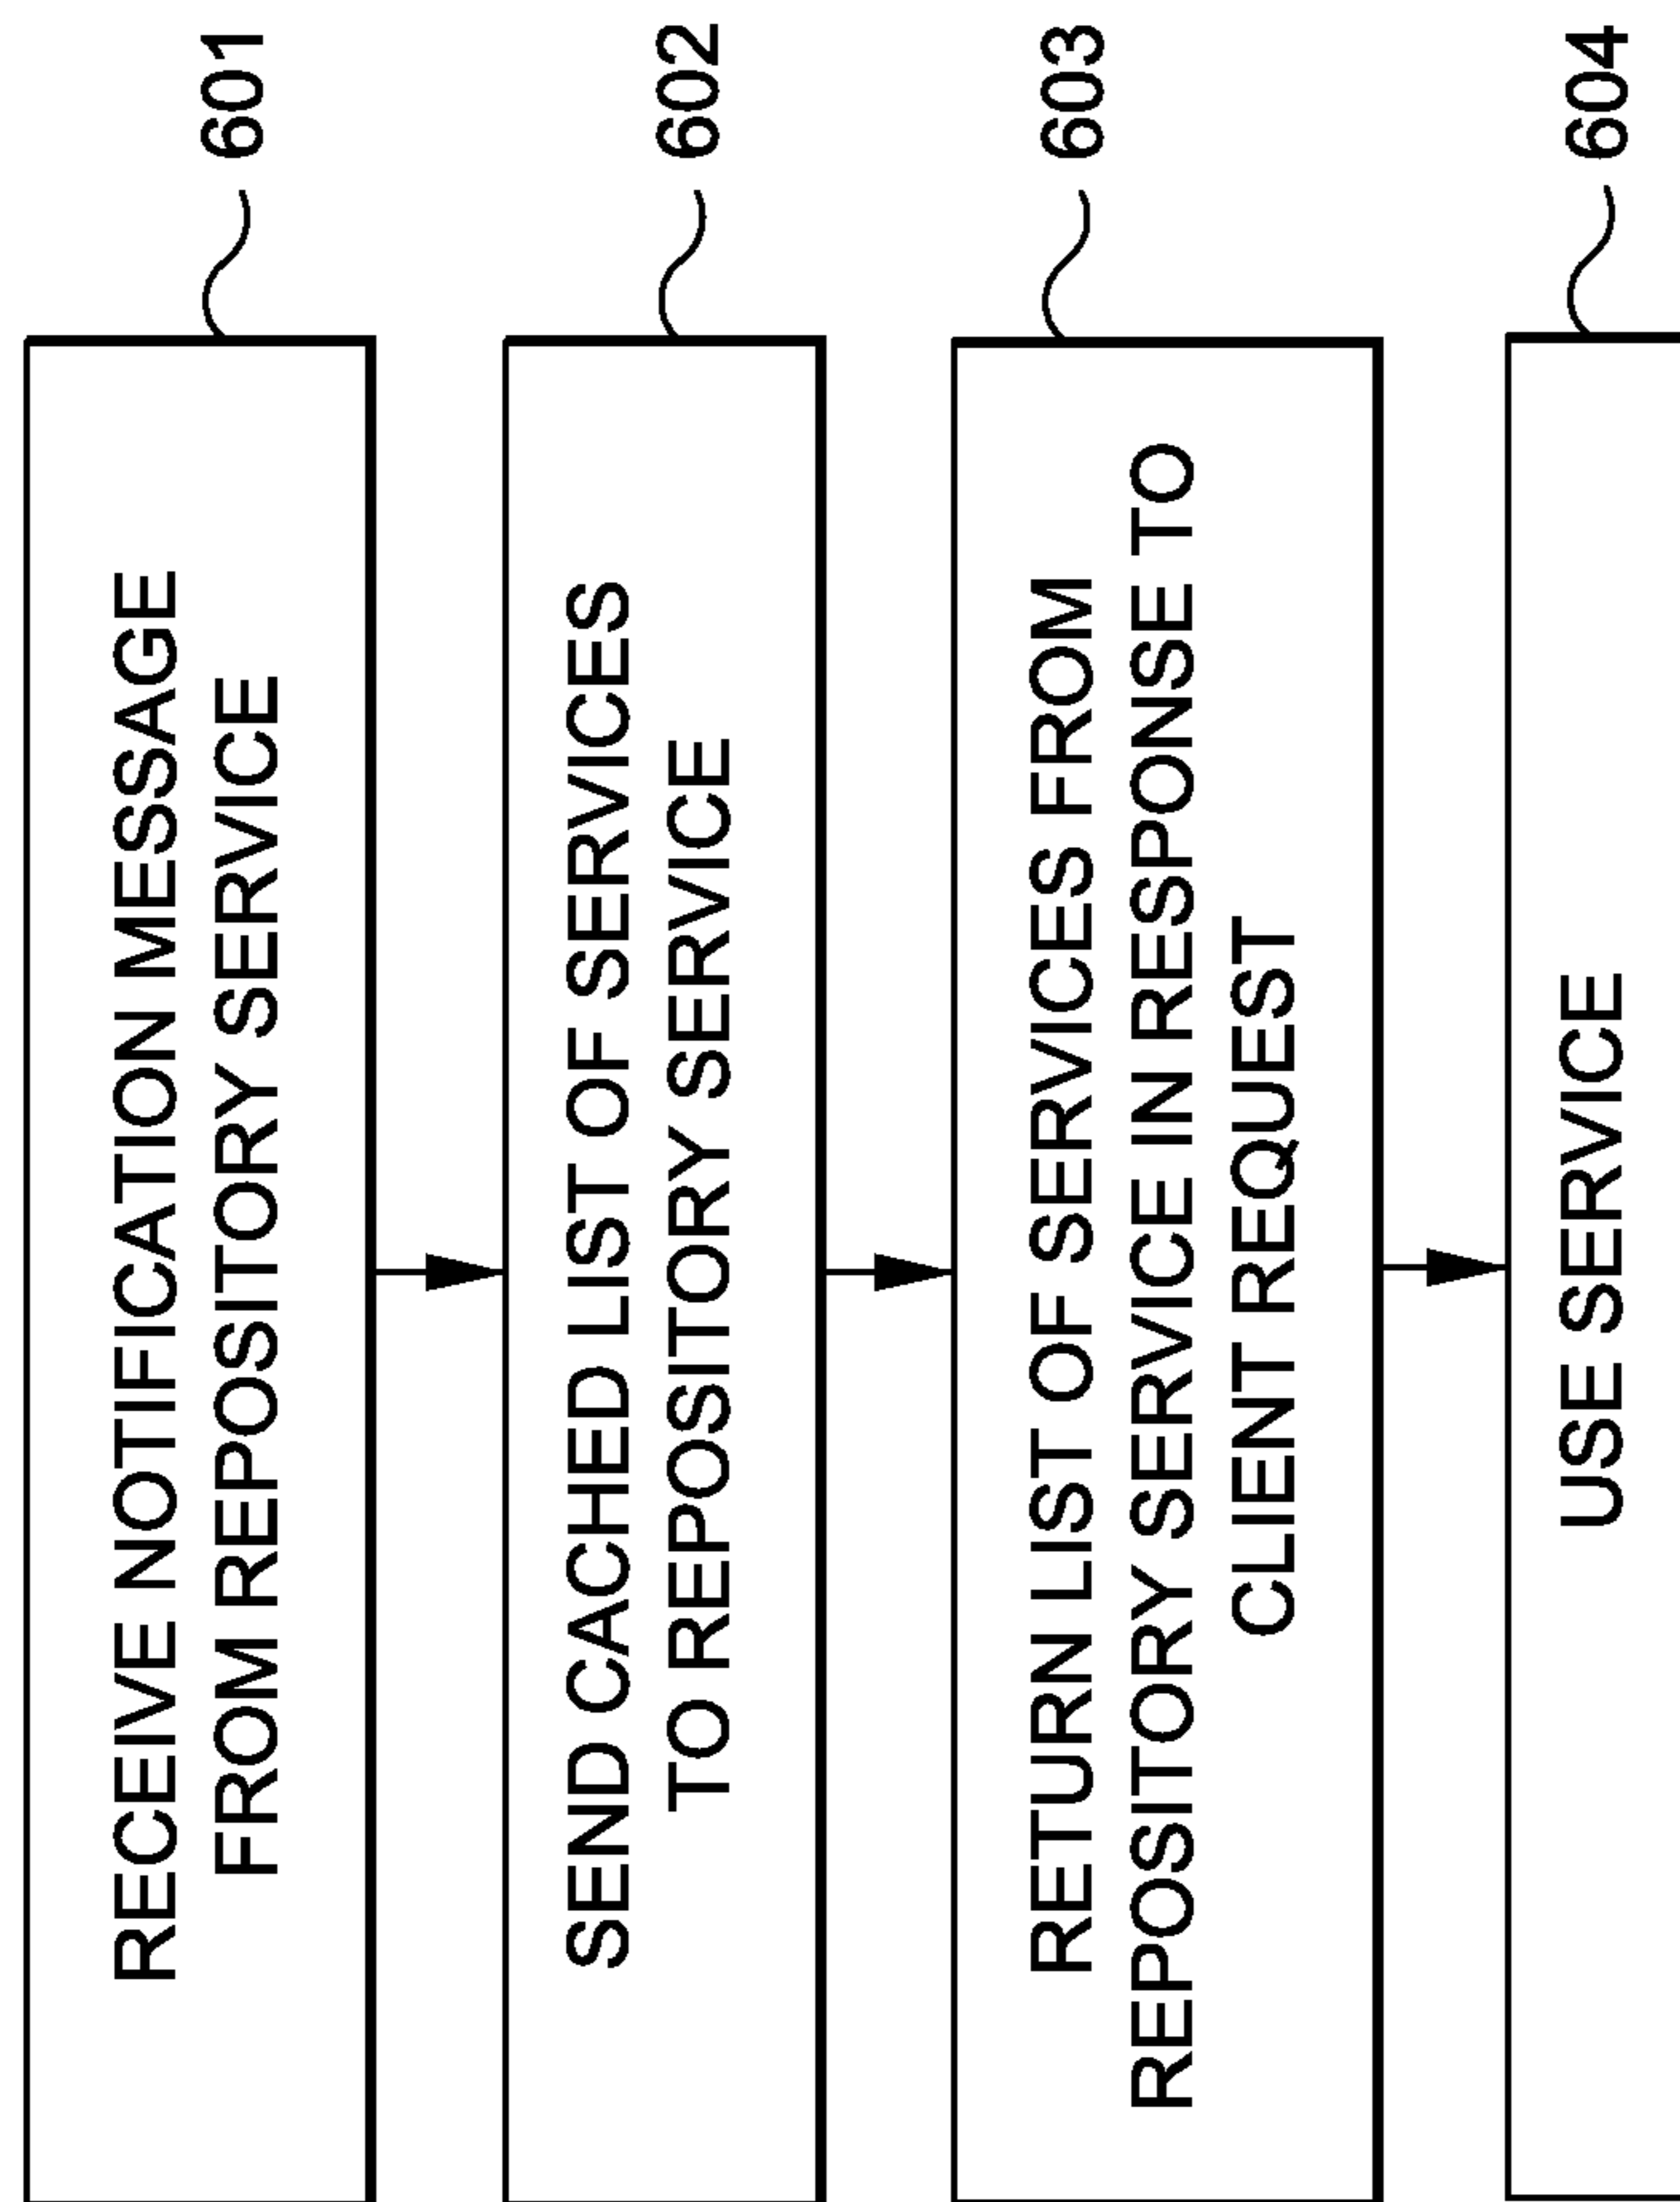 RECEIVE NOTIFICATION MESSAGE
FROM REPOSITORY SERVICE
601
SEND CACHED LIST OF SERVICES
TO REPOSITORY SERVICE
602
RETURN LIST OF SERVICES FROM
REPOSITORY SERVICE IN RESPONSE TO
CLIENT REQUEST
603
USE SERVICE
604